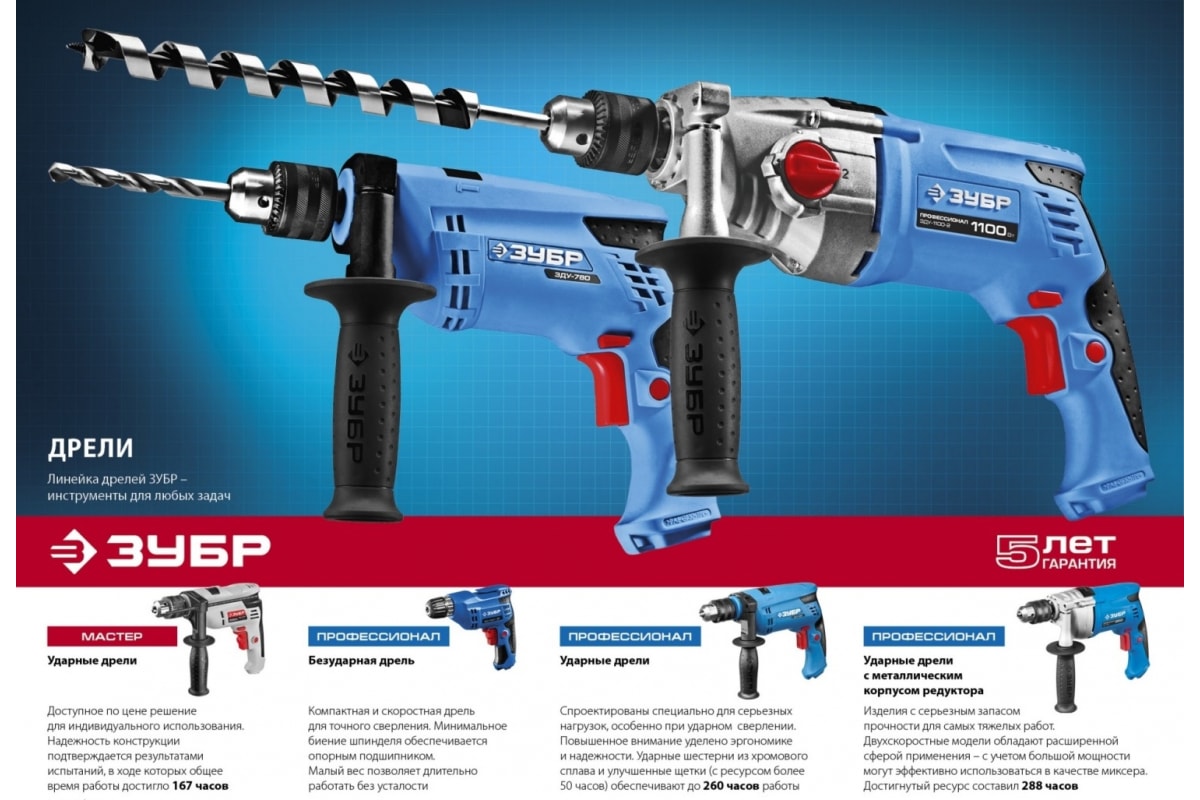 ЗУБР
ПРОФЕССИОНАЛ
ЗДУ-1100-2
1100 Вт
2
ЗУБР
ЗДУ-780
ЗУБР
ЗУБР
ДРЕЛИ
Линейка дрелей ЗУБР –
инструменты для любых задач
ЗУБР
5 лет
ГАРАНТИЯ
МАСТЕР
Ударные дрели
Доступное по цене решение
для индивидуального использования.
Надежность конструкции
подтверждается результатами
испытаний, в ходе которых общее
время работы достигло 167 часов
ПРОФЕССИОНАЛ
Безударная дрель
Компактная и скоростная дрель
для точного сверления. Минимальное
биение шпинделя обеспечивается
опорным подшипником.
Малый вес позволяет длительно
работать без усталости
ПРОФЕССИОНАЛ
ЗУБР
Ударные дрели
Спроектированы специально для серьезных
нагрузок, особенно при ударном сверлении.
Повышенное внимание уделено эргономике
и надежности. Ударные шестерни из хромового
сплава и улучшенные щетки (с ресурсом более
50 часов) обеспечивают до 260 часов работы
ПРОФЕССИОНАЛ
ЗУБР
Ударные дрели
с металлическим
корпусом редуктора
Изделия с серьезным запасом
прочности для самых тяжелых работ.
Двухскоростные модели обладают расширенной
сферой применения – с учетом большой мощности
могут эффективно использоваться в качестве миксера.
Достигнутый ресурс составил 288 часов